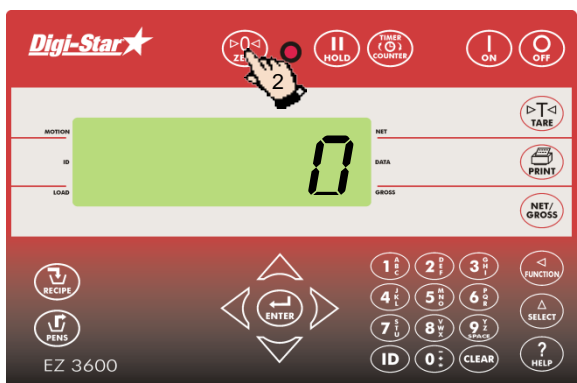 Digi-Star
▷0◁
ZERO
2
HOLD
TIMER
COUNTER
ON
OFF
▷T◁
TARE
PRINT
NET/
GROSS
MOTION
ID
LOAD
0
NET
DATA
GROSS
RECIPE
PENS
EZ 3600
ENTER
1 A B C
2 D E F
3 G H I
4 J K L
5 M N O
6 P Q R
7 S T U
8 V W X
9 Y Z SPACE
ID
0 - + *
CLEAR
FUNCTION
SELECT
?
HELP